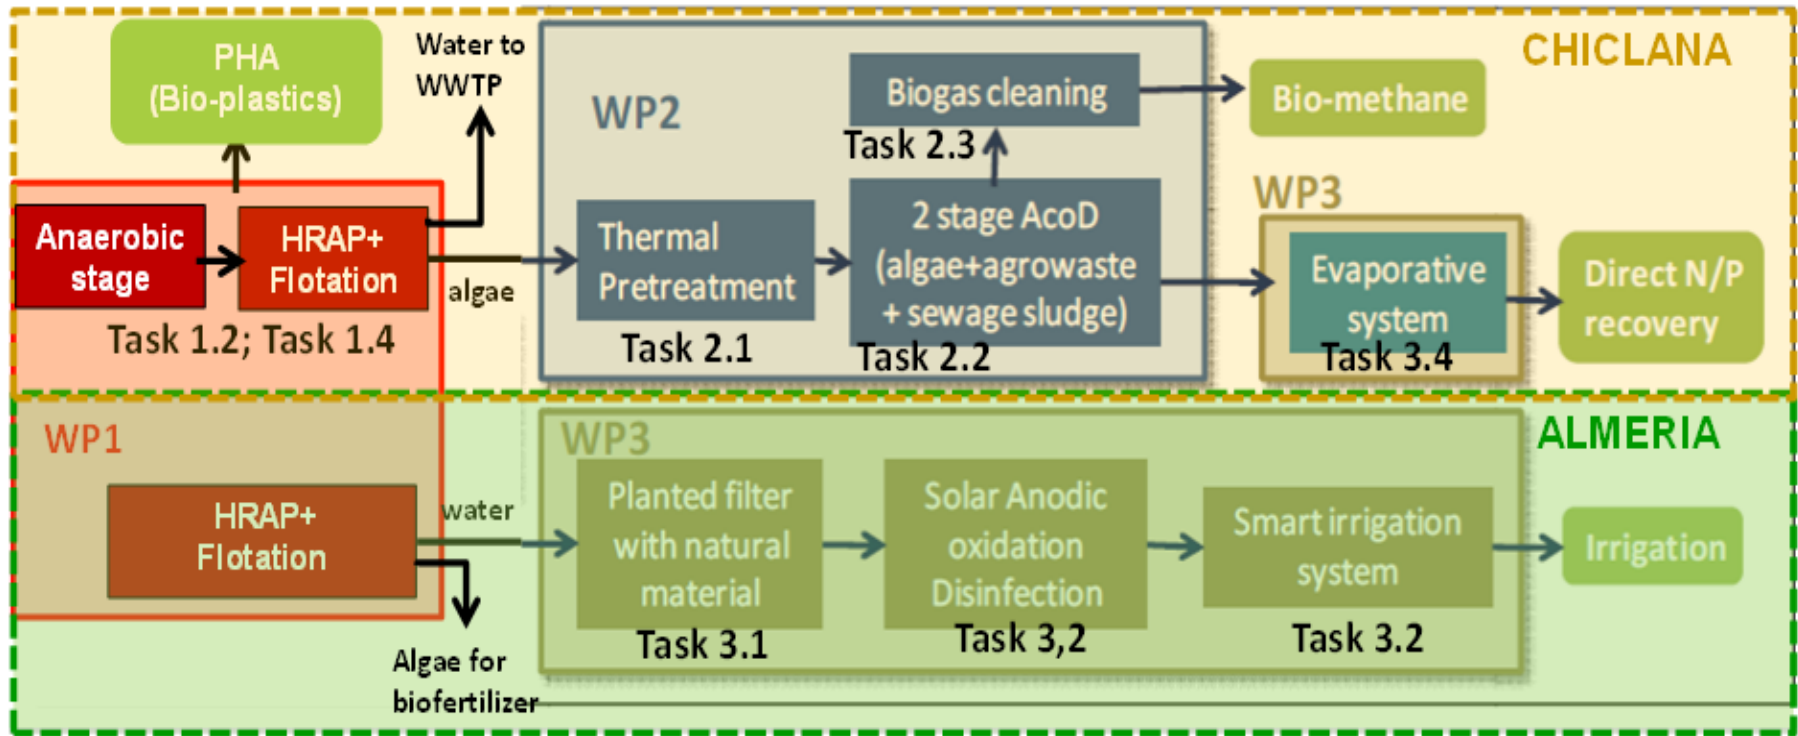 PHA
(Bio-plastics)
Water to
WWTP
CHICLANA
WP2
Biogas cleaning
Task 2.3
Bio-methane
WP3
Anaerobic
stage
HRAP+
Flotation
algae
Task 1.2; Task 1.4
Thermal
Pretreatment
Task 2.1
2 stage AcoD
(algae+agrowaste
+ sewage sludge)
Task 2.2
Evaporative
system
Task 3.4
Direct N/P
recovery
WP1
WP3
ALMERIA
HRAP+
Flotation
water
Algae for
biofertilizer
Planted filter
with natural
material
Task 3.1
Solar Anodic
oxidation
Disinfection
Task 3,2
Smart irrigation
system
Task 3.2
Irrigation